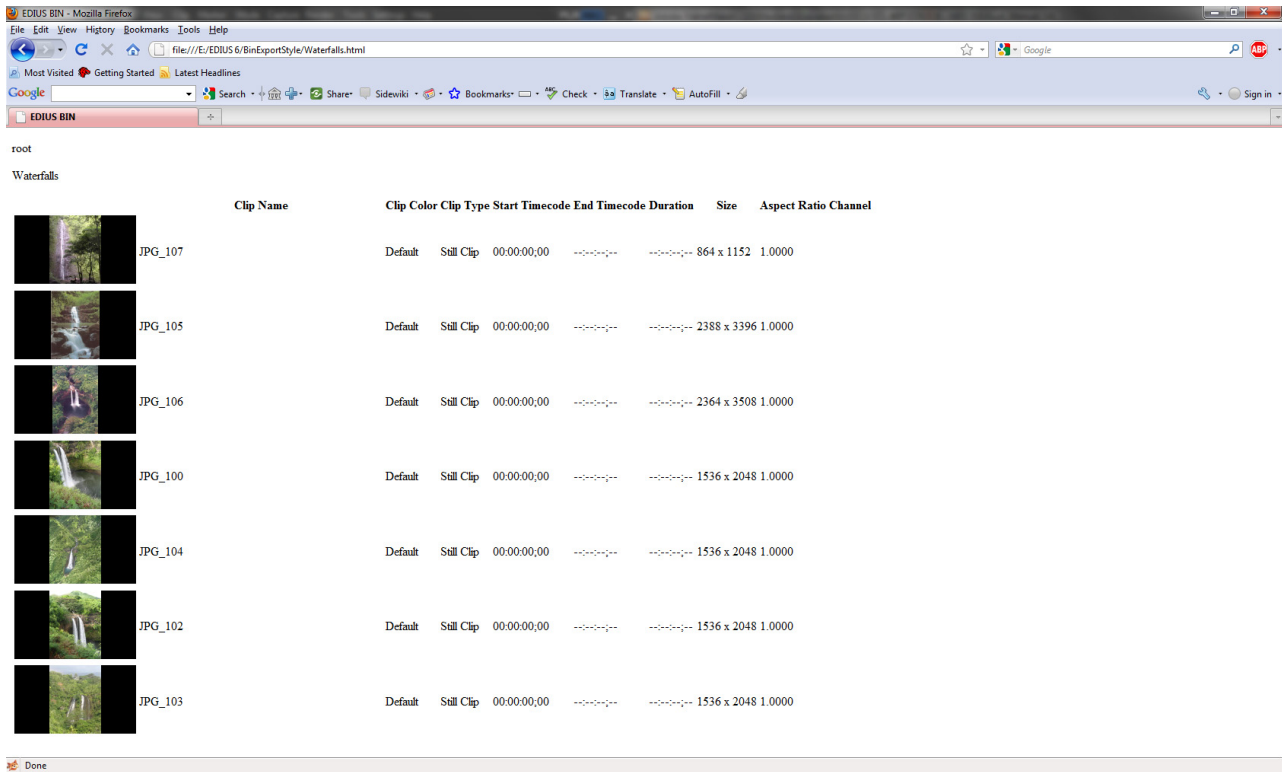 EDIUS BIN - Mozilla Firefox
File Edit View History Bookmarks Tools Help
file:///E:/EDIUS 6/BinExportStyle/Waterfalls.html
Google
ABP
Most Visited Getting Started Latest Headlines
Google Search Share Sidewiki Bookmarks Check Translate AutoFill Sign in
EDIUS BIN
root
Waterfalls
Clip Name Clip Color Clip Type Start Timecode End Timecode Duration Size Aspect Ratio Channel
JPG_107 Default Still Clip 00:00:00;00 --:--:--;-- --:--:--;-- 864 x 1152 1.0000
JPG_105 Default Still Clip 00:00:00;00 --:--:--;-- --:--:--;-- 2388 x 3396 1.0000
JPG_106 Default Still Clip 00:00:00;00 --:--:--;-- --:--:--;-- 2364 x 3508 1.0000
JPG_100 Default Still Clip 00:00:00;00 --:--:--;-- --:--:--;-- 1536 x 2048 1.0000
JPG_104 Default Still Clip 00:00:00;00 --:--:--;-- --:--:--;-- 1536 x 2048 1.0000
JPG_102 Default Still Clip 00:00:00;00 --:--:--;-- --:--:--;-- 1536 x 2048 1.0000
JPG_103 Default Still Clip 00:00:00;00 --:--:--;-- --:--:--;-- 1536 x 2048 1.0000
Done